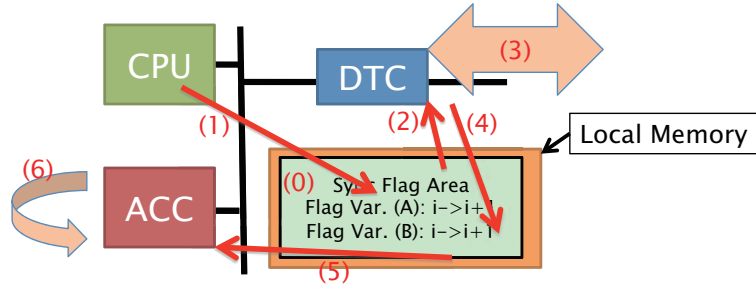 CPU
DTC
(3)
(1)
(2)
(4)
Local Memory
(6)
(0)
Sync Flag Area
ACC
Flag Var. (A): i->i+1
Flag Var. (B): i->i+1
(5)